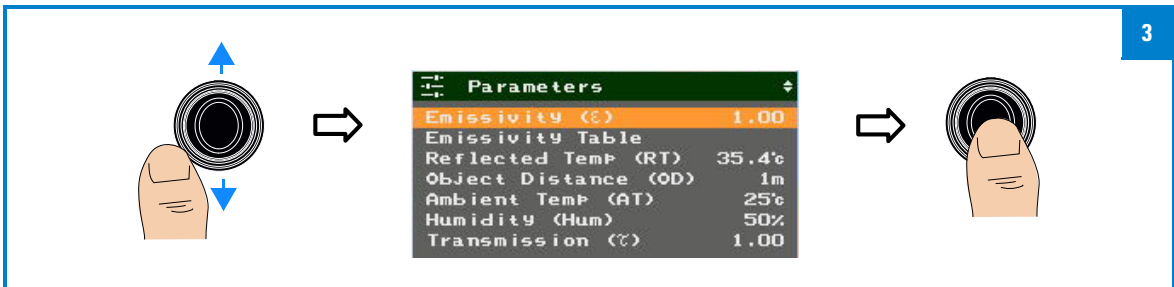 3
Parameters
Emissivity (ε) 1.00
Emissivity Table
Reflected Temp (RT) 35.4°c
Object Distance (OD) 1m
Ambient Temp (AT) 25°c
Humidity (Hum) 50%
Transmission (τ) 1.00